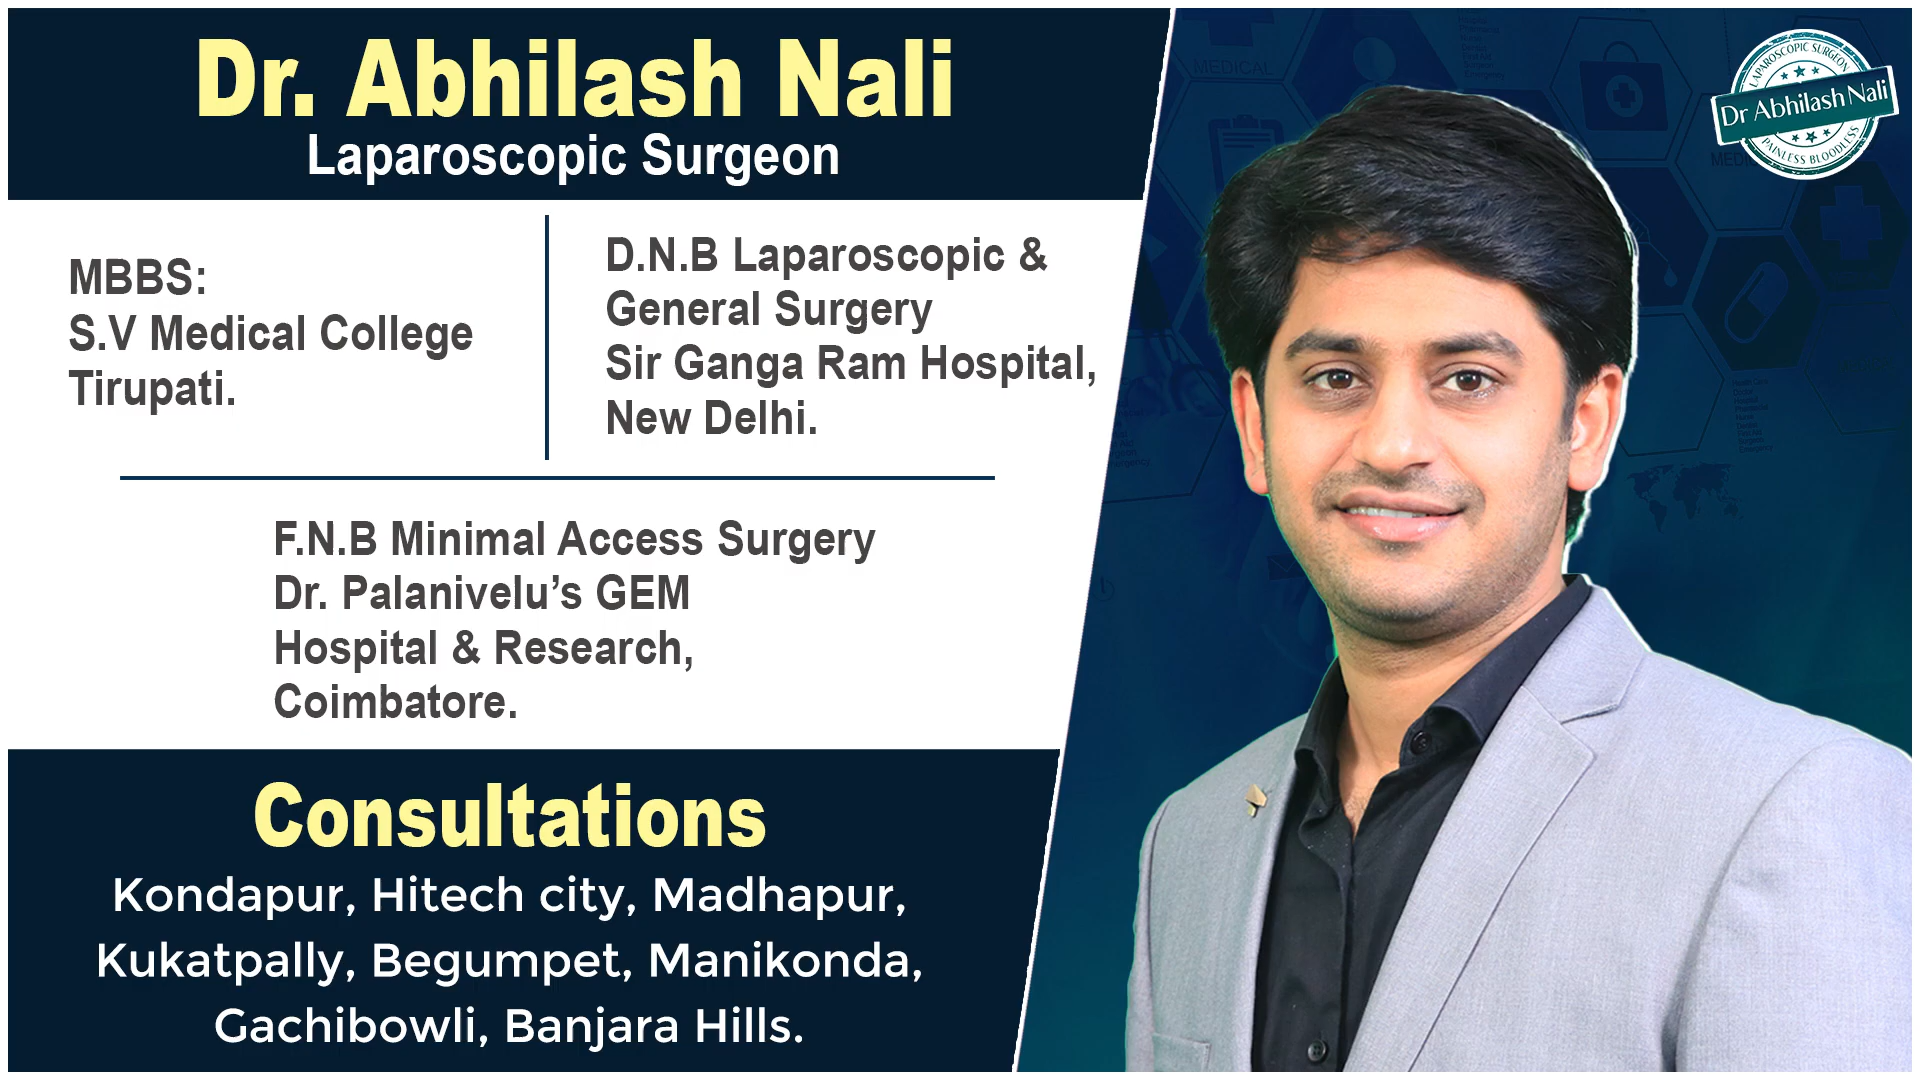 Dr. Abhilash Nali
Laparoscopic Surgeon
MBBS:
S.V Medical College
Tirupati.
D.N.B Laparoscopic &
General Surgery
Sir Ganga Ram Hospital,
New Delhi.
F.N.B Minimal Access Surgery
Dr. Palanivelu’s GEM
Hospital & Research,
Coimbatore.
Consultations
Kondapur, Hitech city, Madhapur,
Kukatpally, Begumpet, Manikonda,
Gachibowli, Banjara Hills.
LAPAROSCOPIC SURGEON
Dr Abhilash Nali
PAINLESS BLOODLESS
MEDICAL